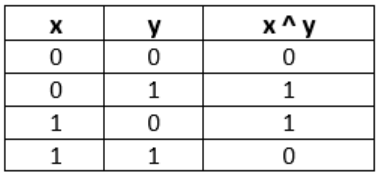 x y x ^ y
0 0 0
0 1 1
1 0 1
1 1 0